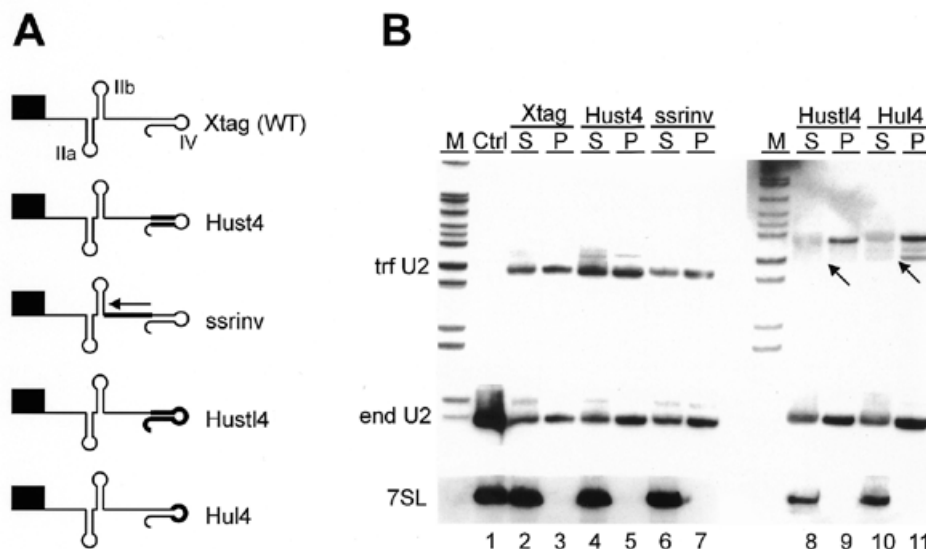 A
IIb
Xtag (WT)
IIa
IV
Hust4
ssrinv
Hustl4
Hul4
B
Xtag Hust4 ssrinv Hustl4 Hul4
M Ctrl S P S P S P M S P S P
trf U2
end U2
7SL
1 2 3 4 5 6 7 8 9 10 11